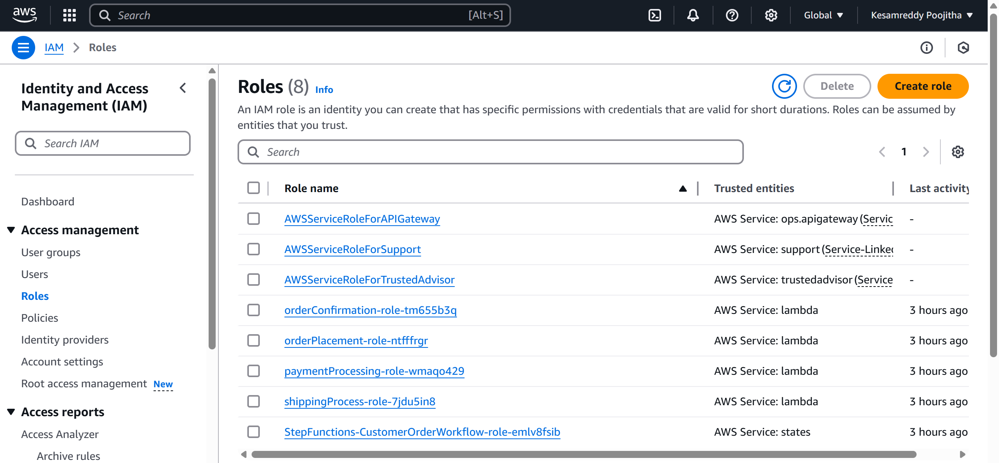 aws
Search [Alt+S]
Global
Kesamreddy Poojitha
IAM
Roles
Identity and Access
Management (IAM)
Search IAM
Dashboard
Access management
User groups
Users
Roles
Policies
Identity providers
Account settings
Root access management New
Access reports
Access Analyzer
Archive rules
Roles (8) Info
Delete
Create role
An IAM role is an identity you can create that has specific permissions with credentials that are valid for short durations. Roles can be assumed by
entities that you trust.
Search
1
Role name Trusted entities Last activity
AWSServiceRoleForAPIGateway AWS Service: ops.apigateway (Servic -
AWSServiceRoleForSupport AWS Service: support (Service-Linked -
AWSServiceRoleForTrustedAdvisor AWS Service: trustedadvisor (Service -
orderConfirmation-role-tm655b3q AWS Service: lambda 3 hours ago
orderPlacement-role-ntfffrgr AWS Service: lambda 3 hours ago
paymentProcessing-role-wmaqo429 AWS Service: lambda 3 hours ago
shippingProcess-role-7jdu5in8 AWS Service: lambda 3 hours ago
StepFunctions-CustomerOrderWorkflow-role-emlv8fsib AWS Service: states 3 hours ago